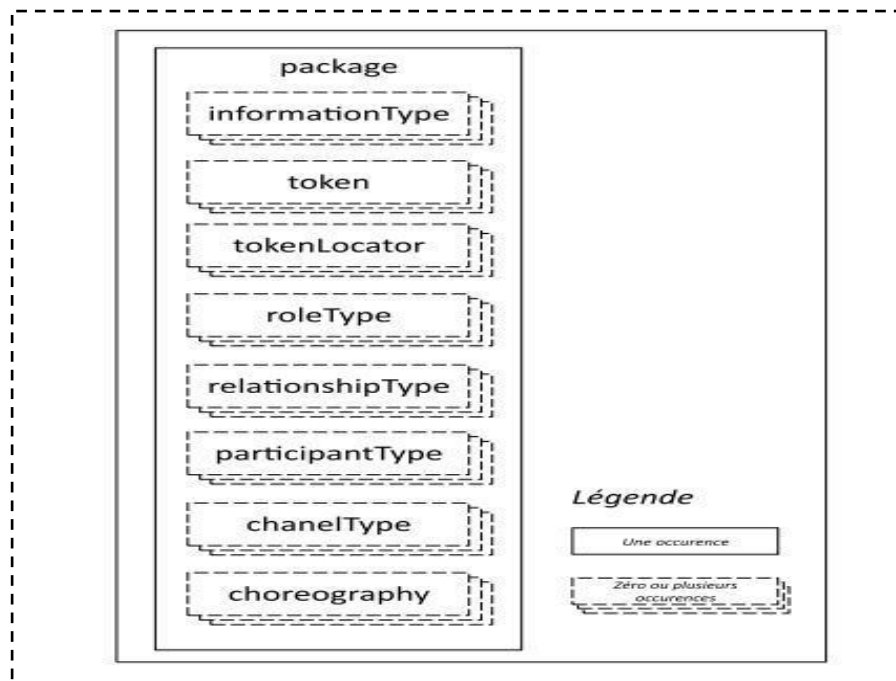 package
informationType
token
tokenLocator
roleType
relationshipType
participantType
chanelType
choreography
Légende
Une occurence
Zéro ou plusieurs
occurences